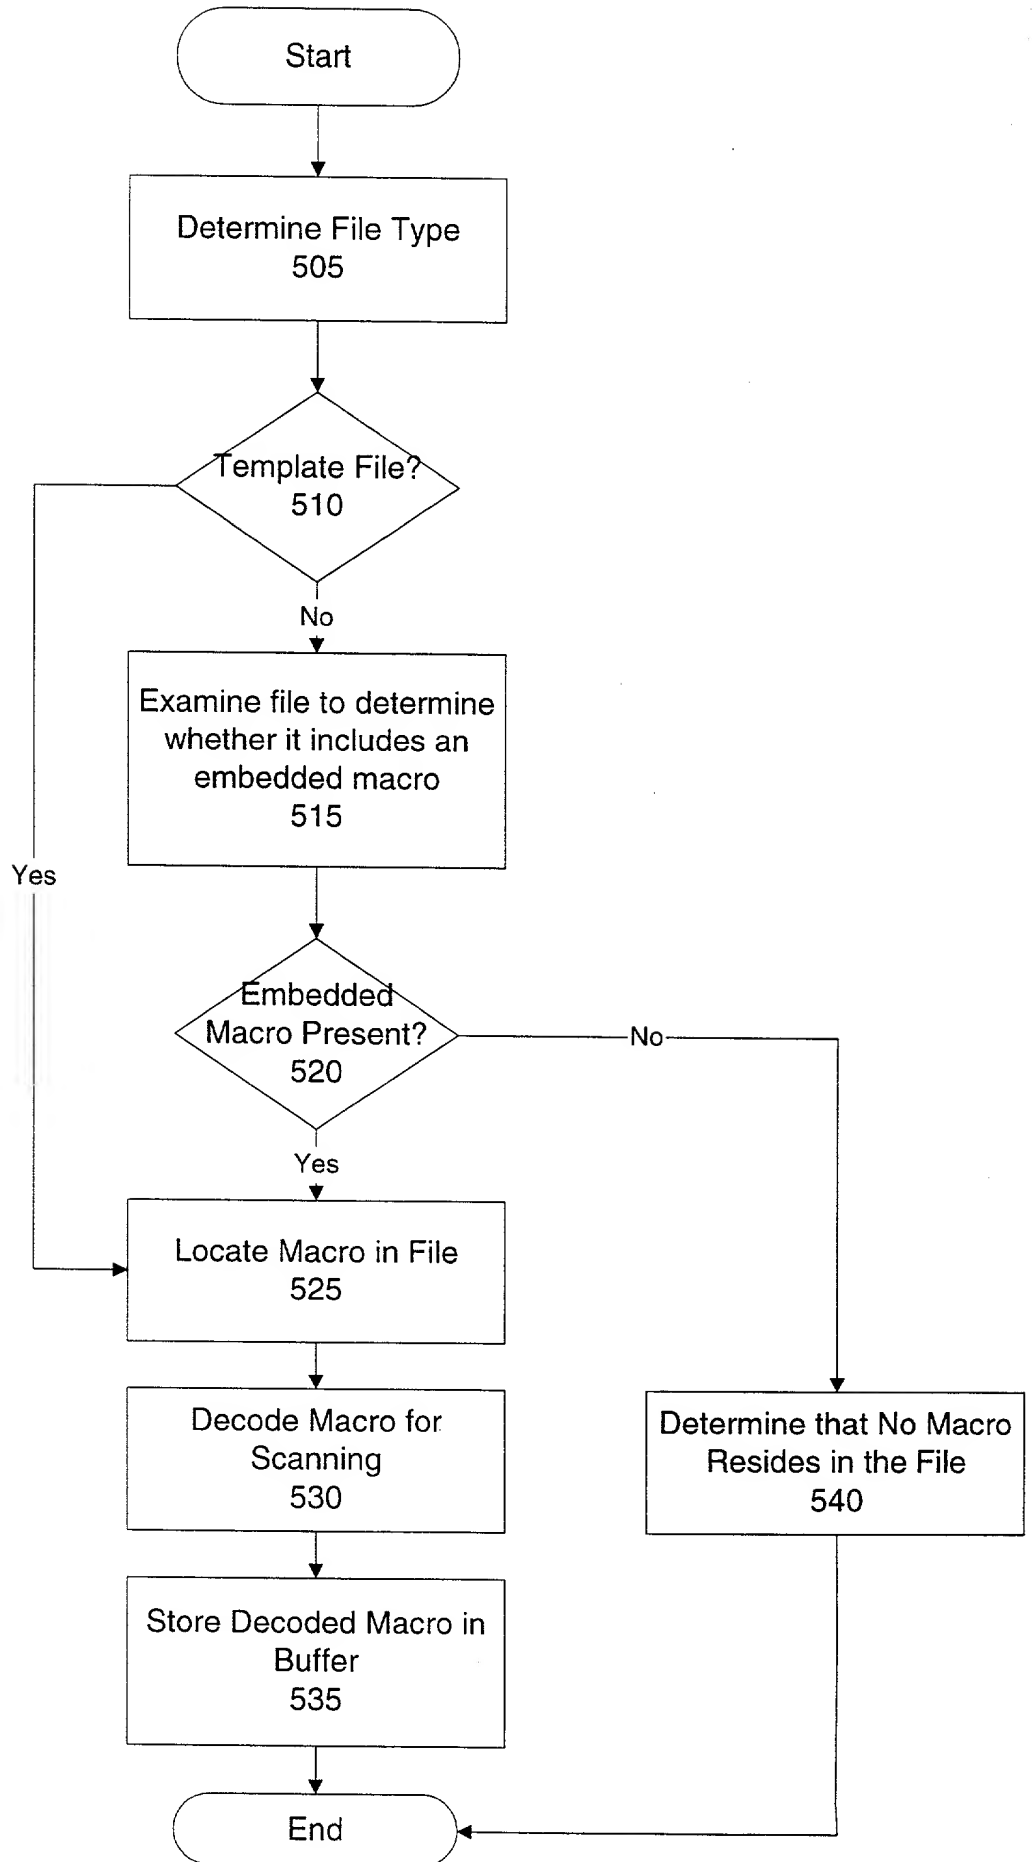 Start
Determine File Type
505
Template File?
510
No
Examine file to determine
whether it includes an
embedded macro
515
Yes
Embedded
Macro Present?
520
No
Yes
Locate Macro in File
525
Decode Macro for
Scanning
530
Determine that No Macro
Resides in the File
540
Store Decoded Macro in
Buffer
535
End